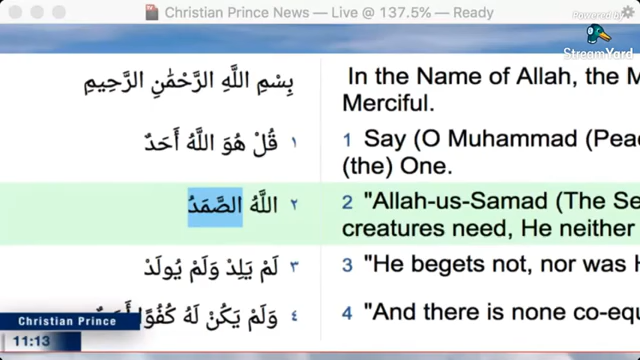 Christian Prince News — Live @ 137.5% — Ready
Powered by
StreamYard
بِسْمِ اللَّهِ الرَّحْمَٰنِ الرَّحِيمِ
In the Name of Allah, the M
Merciful.
١ قُلْ هُوَ اللَّهُ أَحَدٌ
1 Say (O Muhammad (Peac
(the) One.
٢ اللَّهُ الصَّمَدُ
2 "Allah-us-Samad (The Se
creatures need, He neither
٣ لَمْ يَلِدْ وَلَمْ يُولَدْ
3 "He begets not, nor was H
٤ وَلَمْ يَكُنْ لَهُ كُفُوًا
4 "And there is none co-equ
Christian Prince
11:13